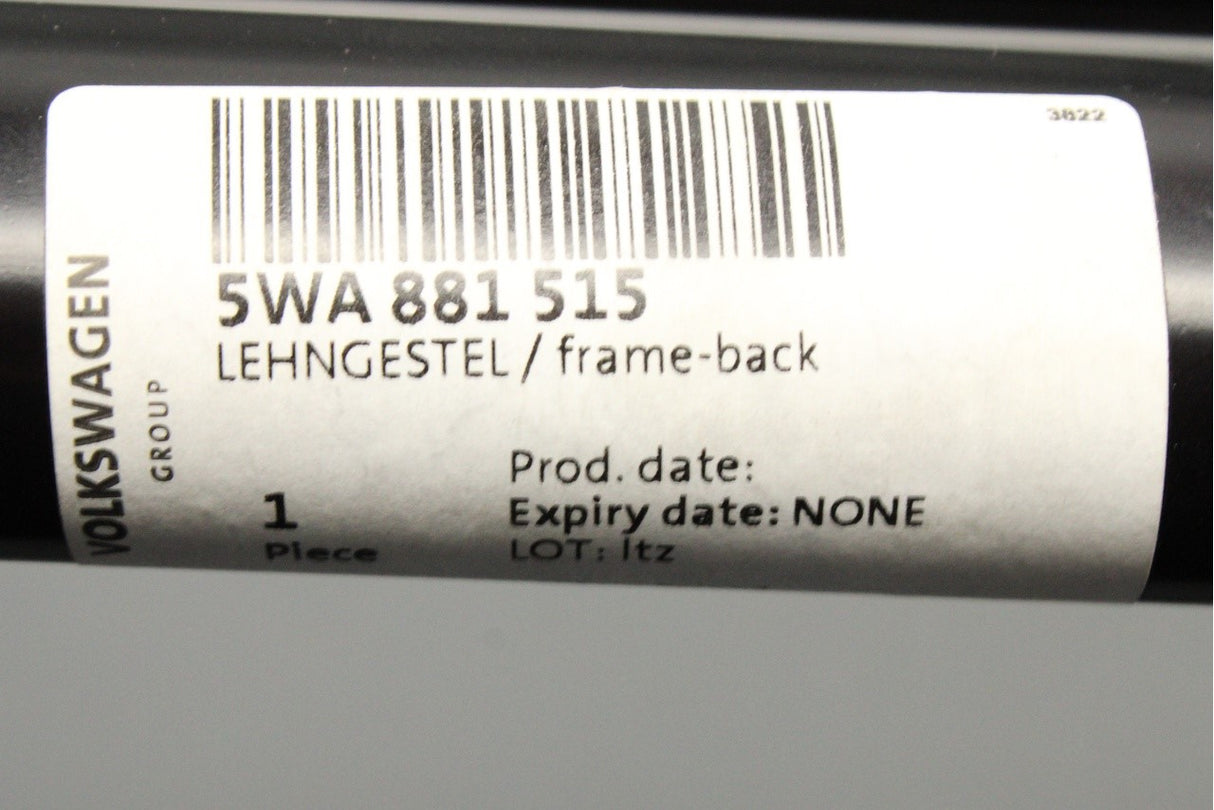 3822
5WA 881 515
LEHNGESTEL / frame-back
VOLKSWAGEN
GROUP
Prod. date:
1
Expiry date: NONE
Piece
LOT: ltz